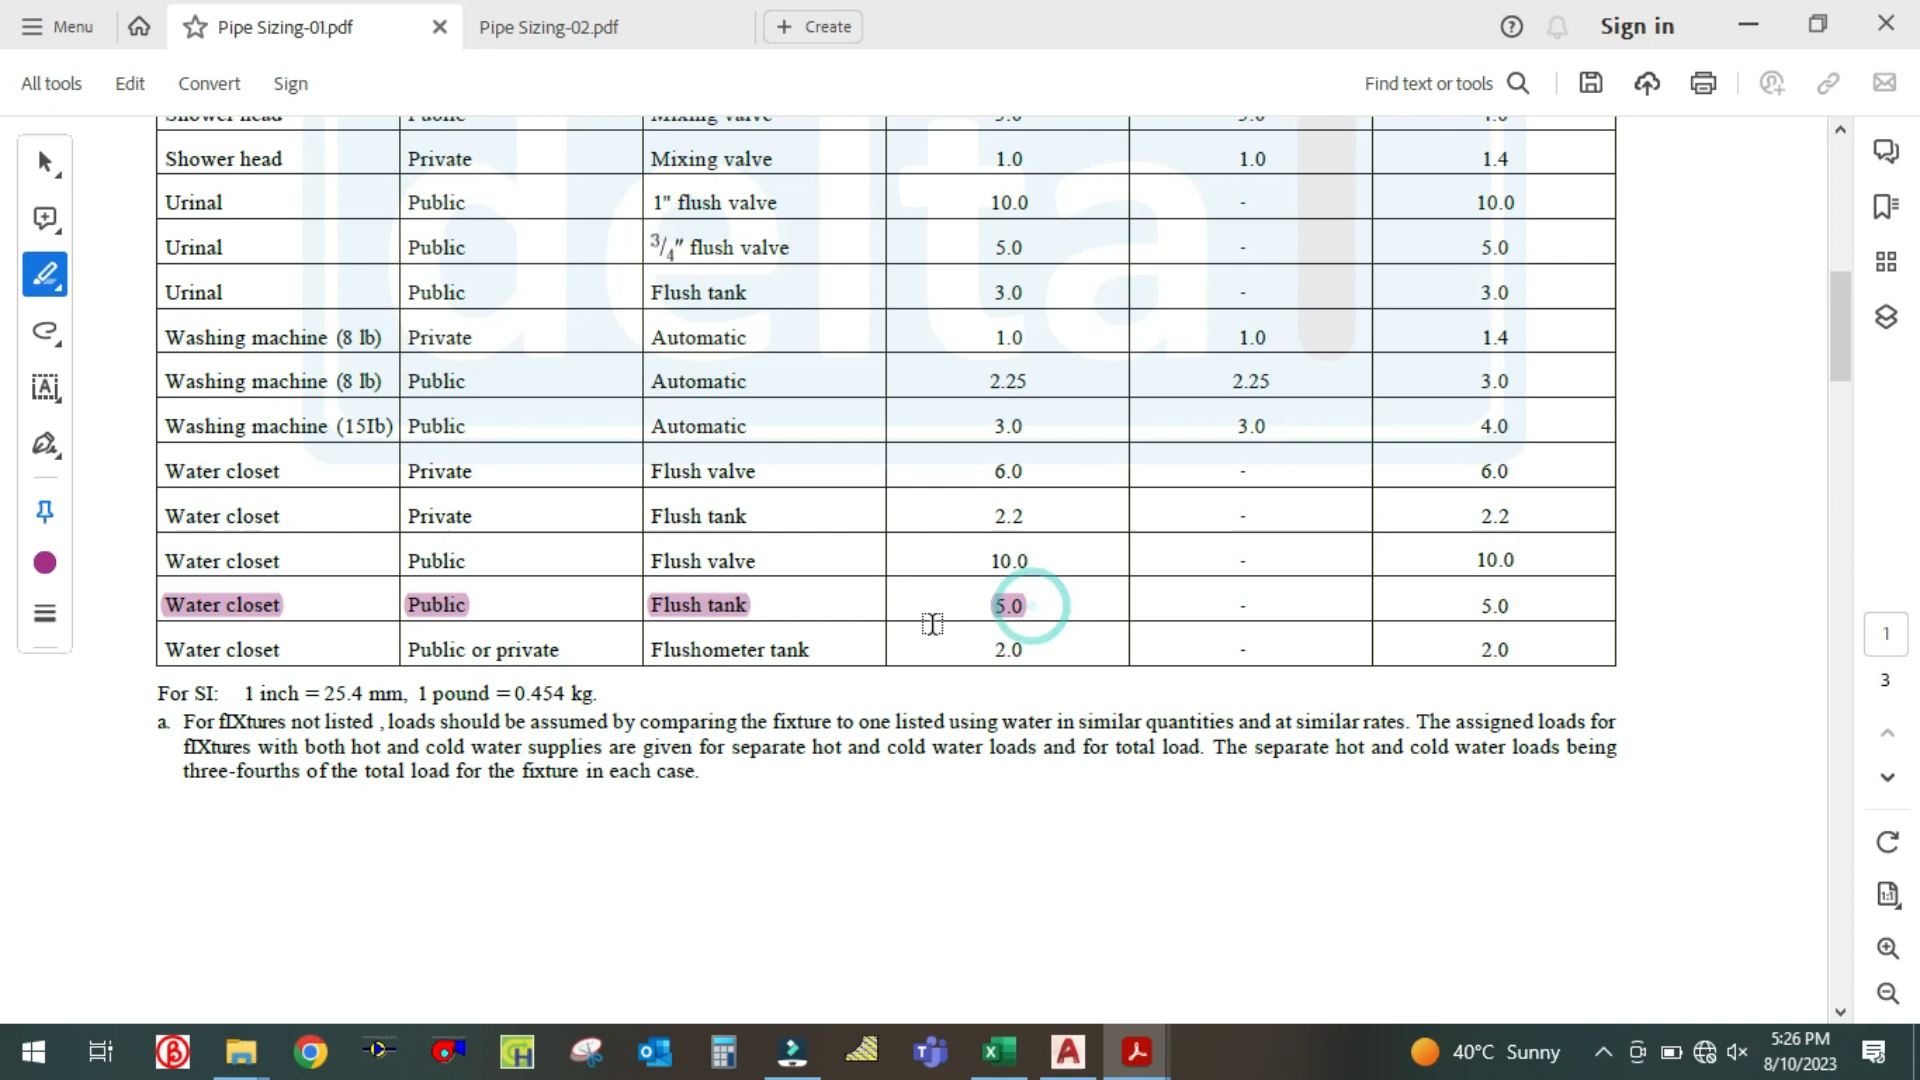 Menu Pipe Sizing-01.pdf Pipe Sizing-02.pdf + Create Sign in
All tools Edit Convert Sign Find text or tools
Shower head Public Mixing valve 3.0 3.0 4.0
Shower head Private Mixing valve 1.0 1.0 1.4
Urinal Public 1" flush valve 10.0 - 10.0
Urinal Public 3/4" flush valve 5.0 - 5.0
Urinal Public Flush tank 3.0 - 3.0
Washing machine (8 lb) Private Automatic 1.0 1.0 1.4
Washing machine (8 lb) Public Automatic 2.25 2.25 3.0
Washing machine (15Ib) Public Automatic 3.0 3.0 4.0
Water closet Private Flush valve 6.0 - 6.0
Water closet Private Flush tank 2.2 - 2.2
Water closet Public Flush valve 10.0 - 10.0
Water closet Public Flush tank 5.0 - 5.0
Water closet Public or private Flushometer tank 2.0 - 2.0
delta
For SI: 1 inch = 25.4 mm, 1 pound = 0.454 kg.
a. For fIXtures not listed , loads should be assumed by comparing the fixture to one listed using water in similar quantities and at similar rates. The assigned loads for
fIXtures with both hot and cold water supplies are given for separate hot and cold water loads and for total load. The separate hot and cold water loads being
three-fourths of the total load for the fixture in each case.
1
3
40°C Sunny
5:26 PM
8/10/2023